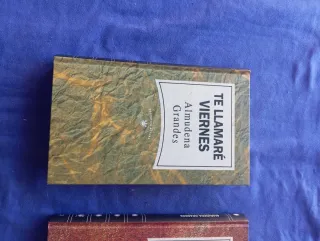 TE LLAMARÉ
VIERNES
Almudena
Grandes